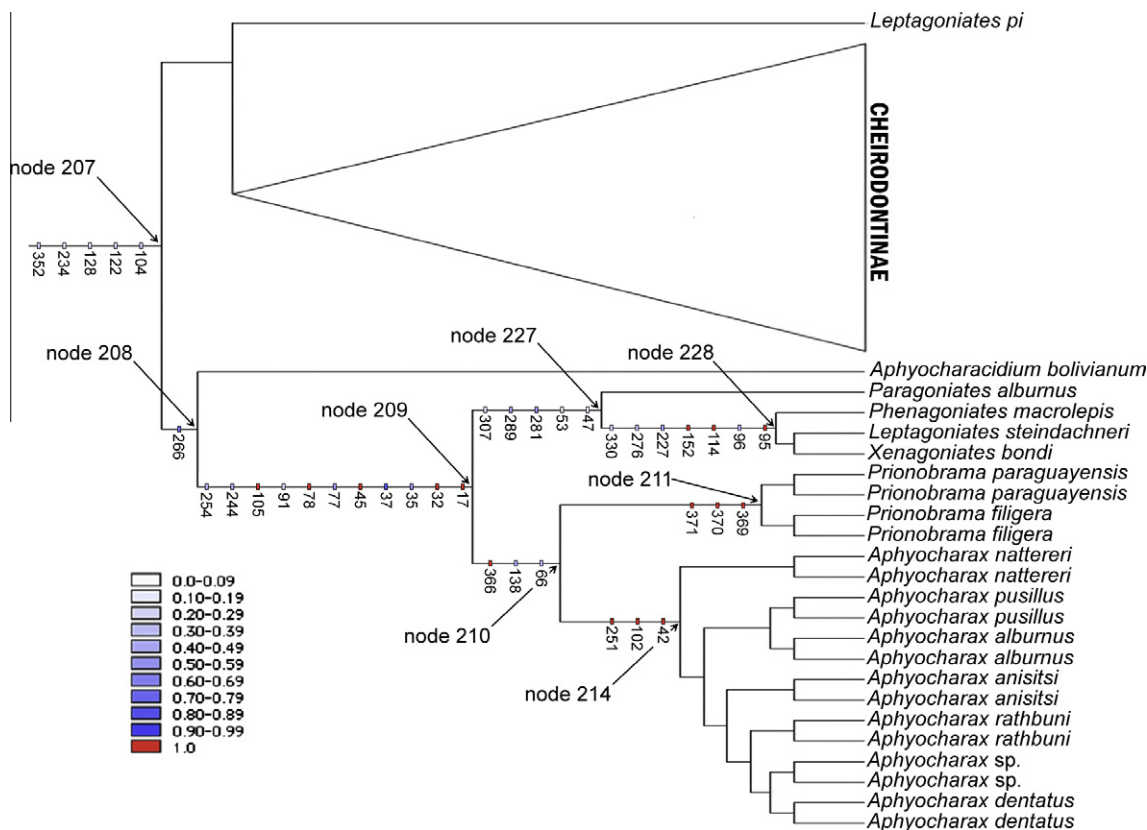 Leptagoniates pi
CHEIRODONTINAE
node 207
352 234 128 122 104
node 208
266
Aphyocharacidium bolivianum
node 227
node 228
Paragoniates alburnus
node 209
307 289 281 53 47
Phenagoniates macrolepis
330 276 227 152 114 96 95
Leptagoniates steindachneri
Xenagoniates bondi
254 244 105 91 78 77 45 37 35 32 17
node 211
Prionobrama paraguayensis
Prionobrama paraguayensis
371 370 369
Prionobrama filigera
Prionobrama filigera
366 138 66
node 210
Aphyocharax nattereri
Aphyocharax nattereri
Aphyocharax pusillus
Aphyocharax pusillus
251 102 42
node 214
Aphyocharax alburnus
Aphyocharax alburnus
Aphyocharax anisitsi
Aphyocharax anisitsi
Aphyocharax rathbuni
Aphyocharax rathbuni
Aphyocharax sp.
Aphyocharax sp.
Aphyocharax dentatus
Aphyocharax dentatus
0.0-0.09
0.10-0.19
0.20-0.29
0.30-0.39
0.40-0.49
0.50-0.59
0.60-0.69
0.70-0.79
0.80-0.89
0.90-0.99
1.0